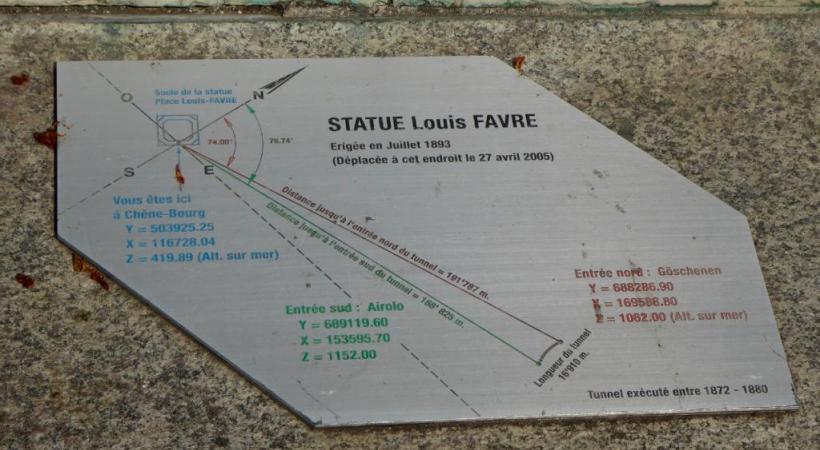 STATUE Louis FAVRE
Erigée en Juillet 1893
(Déplacée à cet endroit le 27 avril 2005)
Socle de la statue
Place Louis-FAVRE
N
O
S
E
74.00°
78.74°
Vous êtes ici
à Chêne-Bourg
Y = 503925.25
X = 116728.04
Z = 419.89 (Alt. sur mer)
Distance jusqu'à l'entrée nord du tunnel = 191'787 m.
Distance jusqu'à l'entrée sud du tunnel = 188'825 m.
Entrée sud : Airolo
Y = 689119.60
X = 153595.70
Z = 1152.00
Entrée nord : Göschenen
Y = 688286.90
X = 169588.80
Z = 1062.00 (Alt. sur mer)
Longueur du tunnel
16'910 m.
Tunnel exécuté entre 1872 - 1880